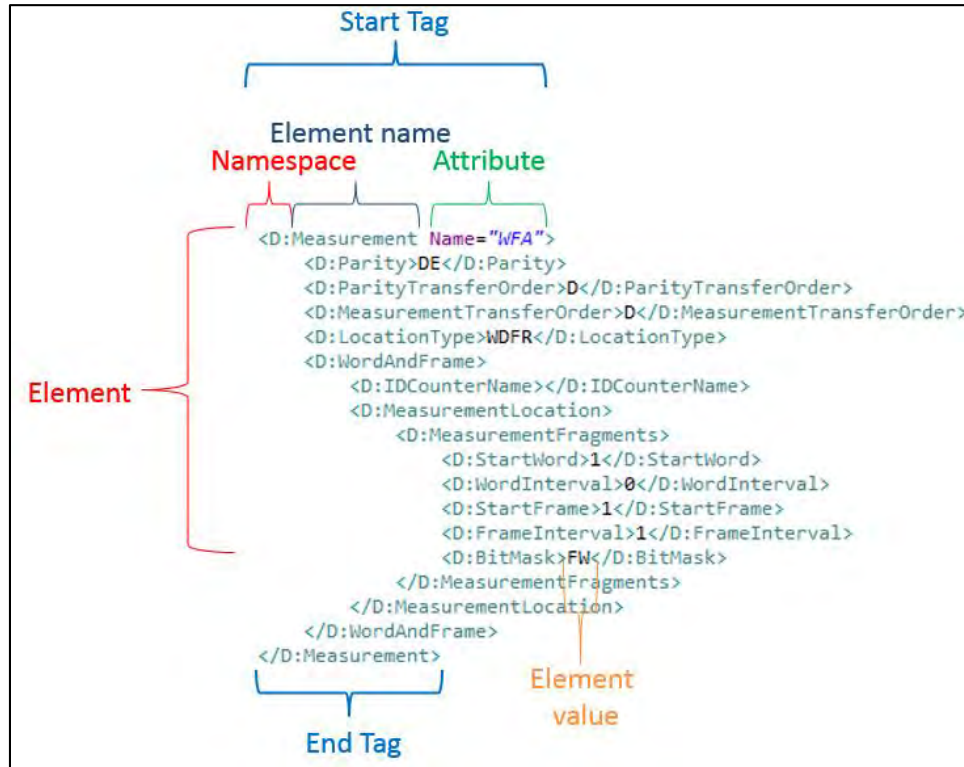 Start Tag
Element name
Namespace
Attribute
<D:Measurement Name="WFA">
<D:Parity>DE</D:Parity>
<D:ParityTransferOrder>D</D:ParityTransferOrder>
<D:MeasurementTransferOrder>D</D:MeasurementTransferOrder>
<D:LocationType>WDFR</D:LocationType>
<D:WordAndFrame>
<D:IDCounterName></D:IDCounterName>
Element
<D:MeasurementLocation>
<D:MeasurementFragments>
<D:StartWord>1</D:StartWord>
<D:WordInterval>0</D:WordInterval>
<D:StartFrame>1</D:StartFrame>
<D:FrameInterval>1</D:FrameInterval>
<D:BitMask>FW</D:BitMask>
</D:MeasurementFragments>
</D:MeasurementLocation>
</D:WordAndFrame>
</D:Measurement>
Element
value
End Tag